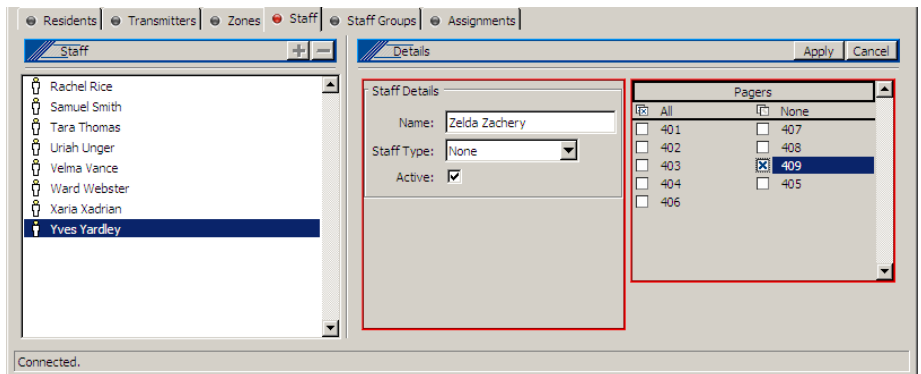 Residents Transmitters Zones Staff Staff Groups Assignments
Staff + −
Details Apply Cancel
Rachel Rice
Samuel Smith
Tara Thomas
Uriah Unger
Velma Vance
Ward Webster
Xaria Xadrian
Yves Yardley
Staff Details
Name: Zelda Zachery
Staff Type: None
Active:
Pagers
All None
401 407
402 408
403 409
404 405
406
Connected.